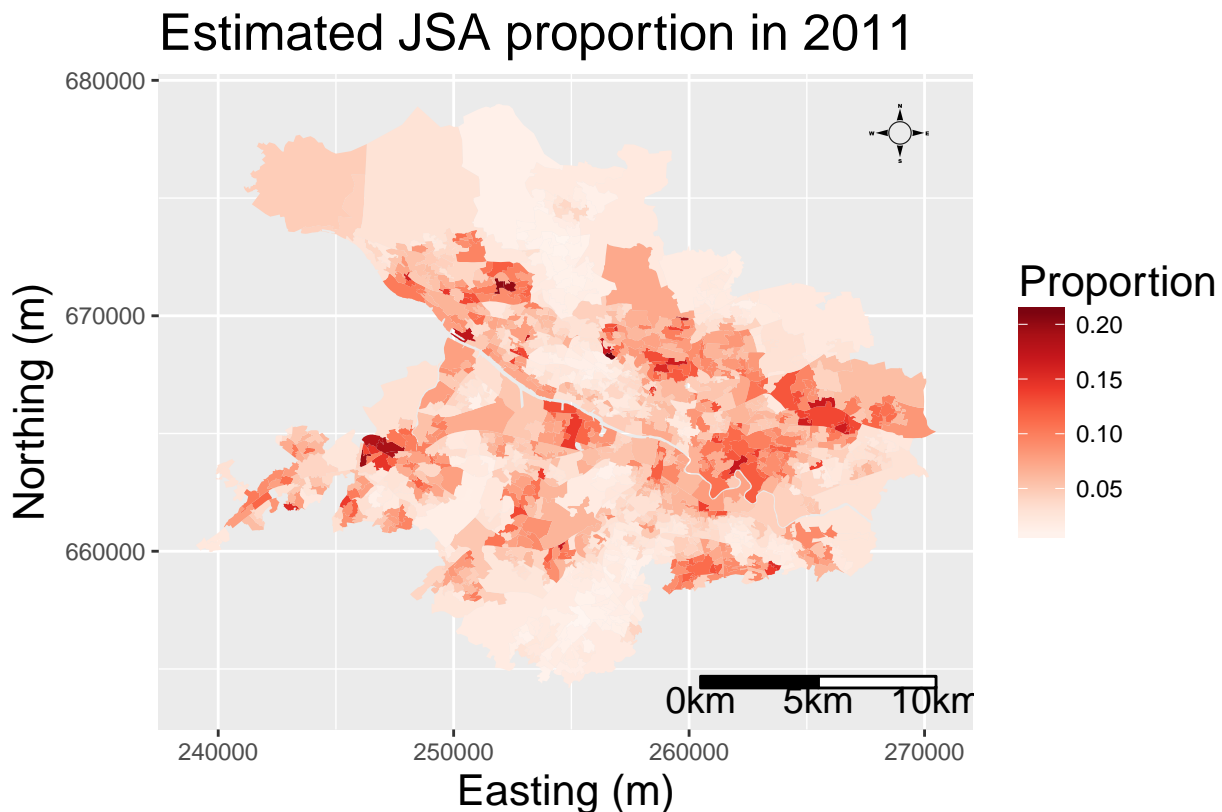 Estimated JSA proportion in 2011
680000
670000
660000
Northing (m)
N
W E
S
0km 5km 10km
240000 250000 260000 270000
Easting (m)
Proportion
0.20
0.15
0.10
0.05